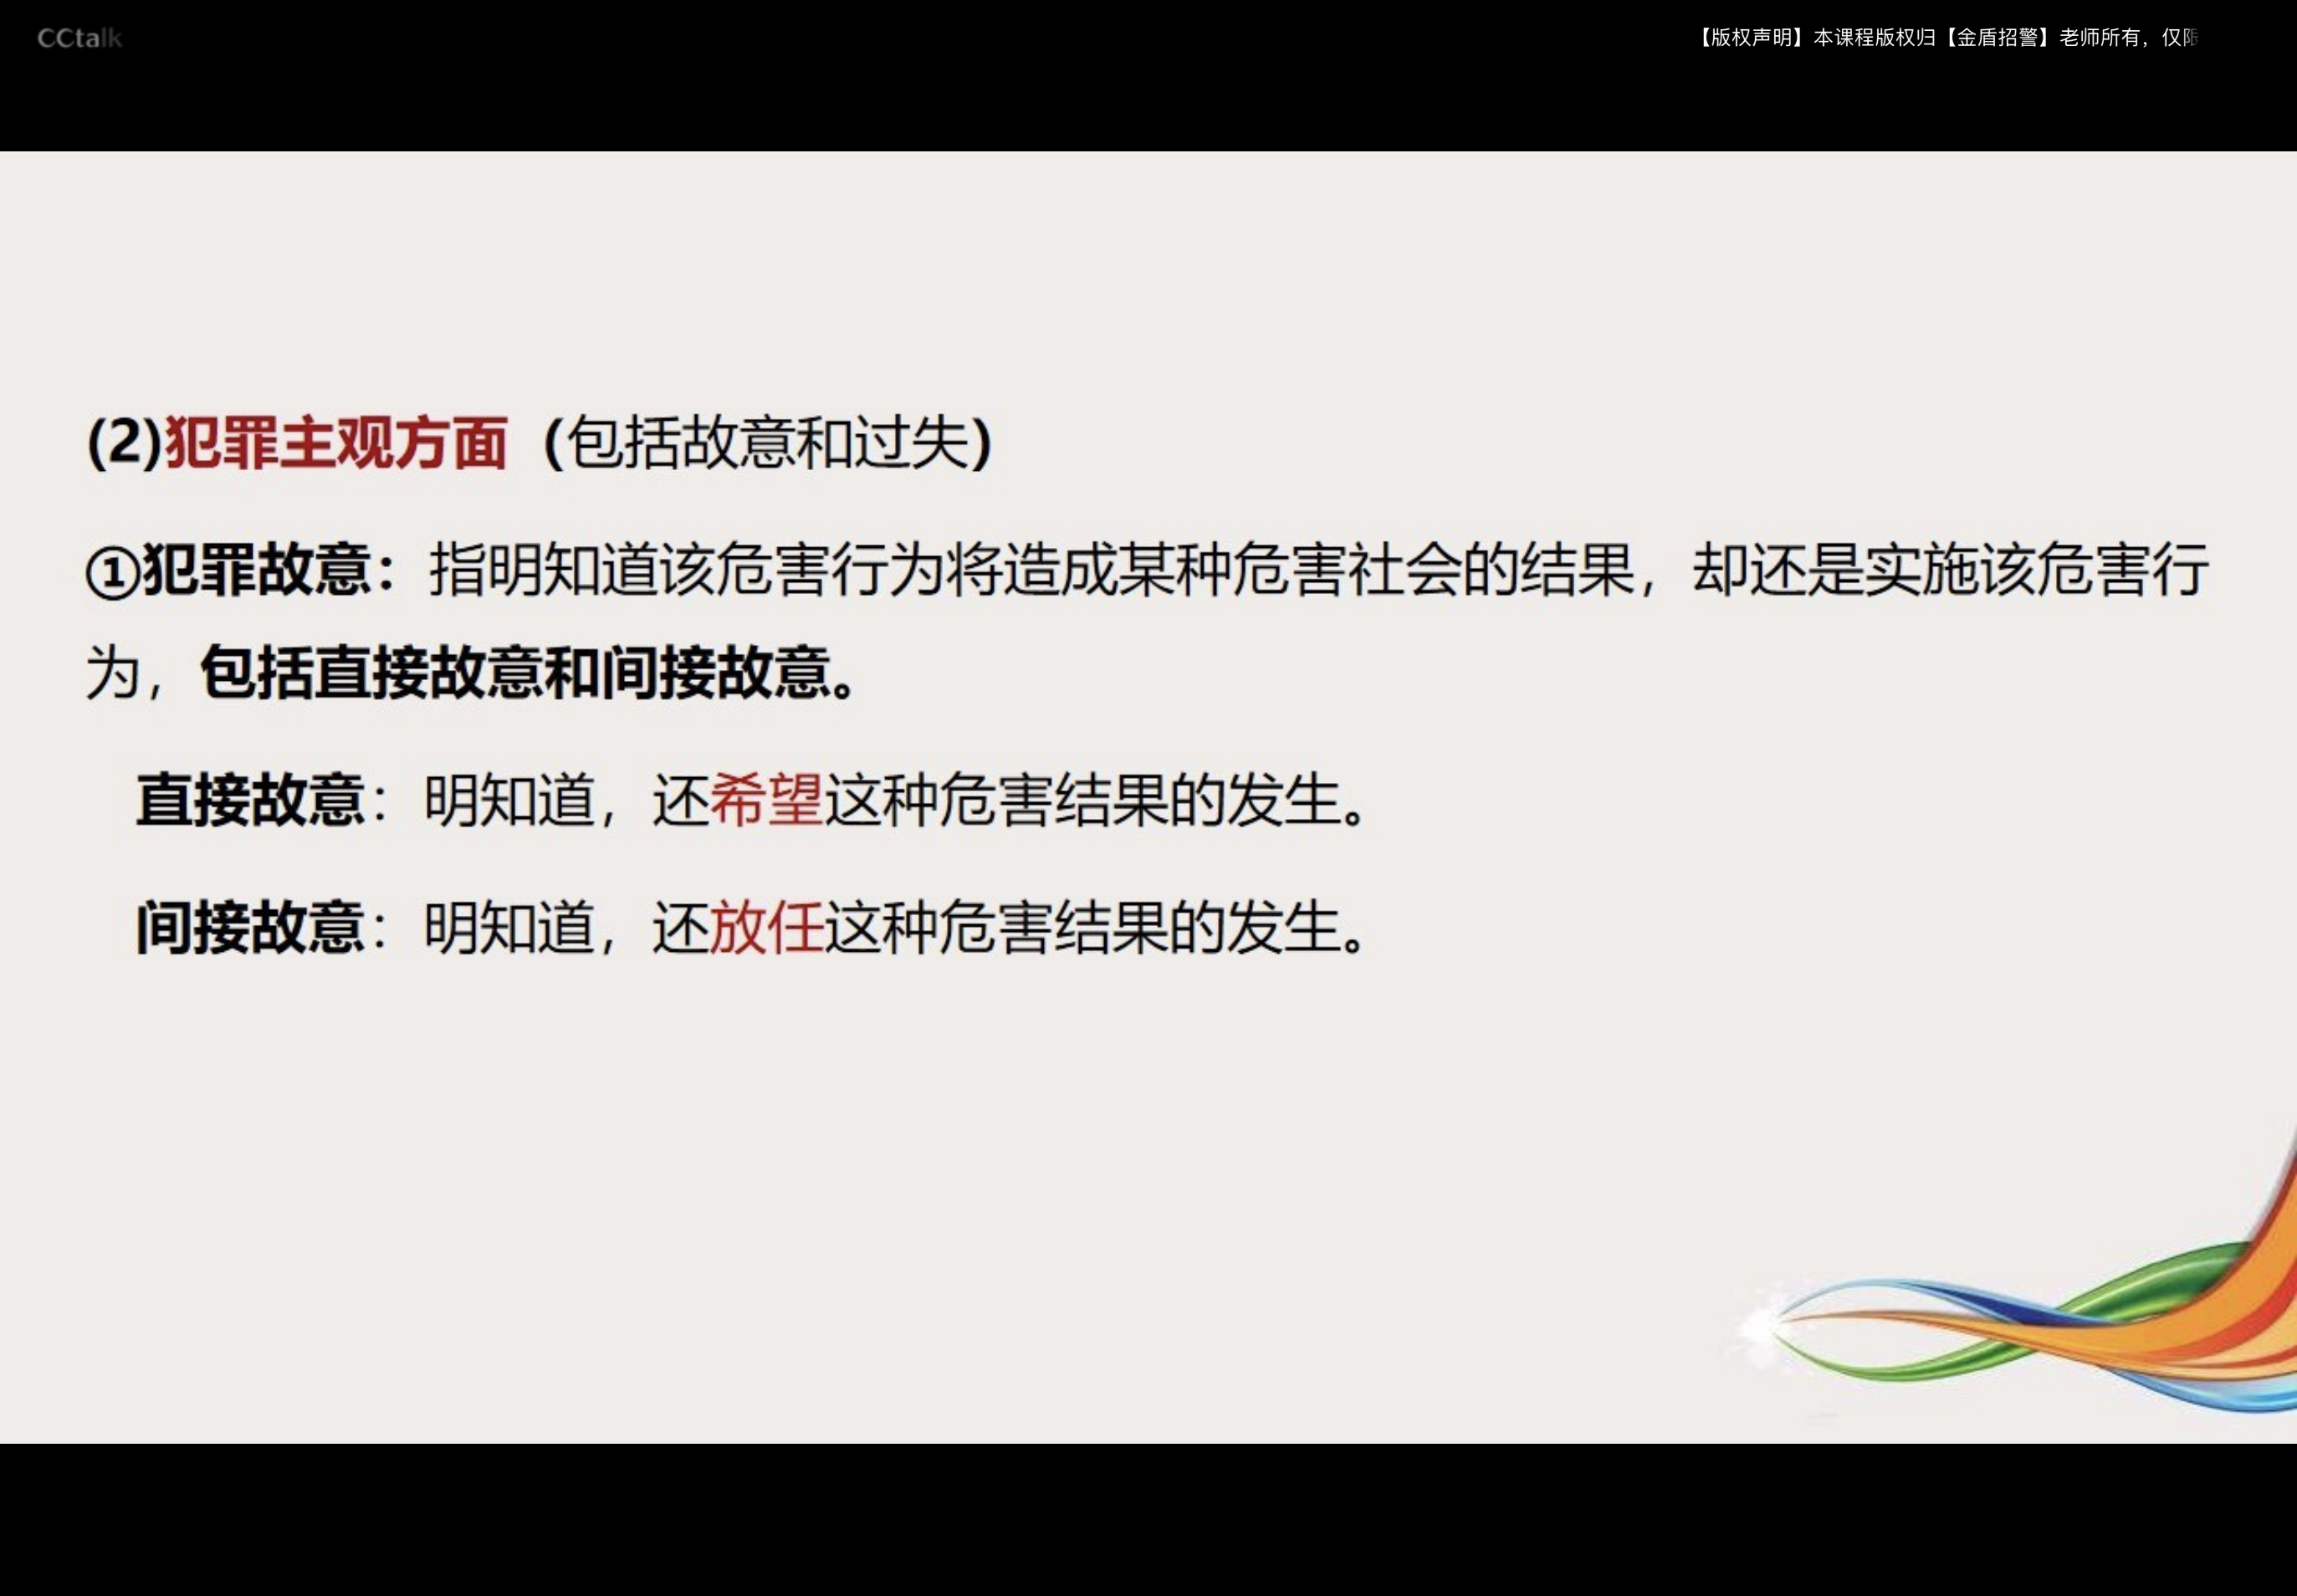 CCtalk
【版权声明】本课程版权归【金盾招警】老师所有，仅限
(2)犯罪主观方面（包括故意和过失）
①犯罪故意：指明知道该危害行为将造成某种危害社会的结果，却还是实施该危害行
为，包括直接故意和间接故意。
直接故意：明知道，还希望这种危害结果的发生。
间接故意：明知道，还放任这种危害结果的发生。